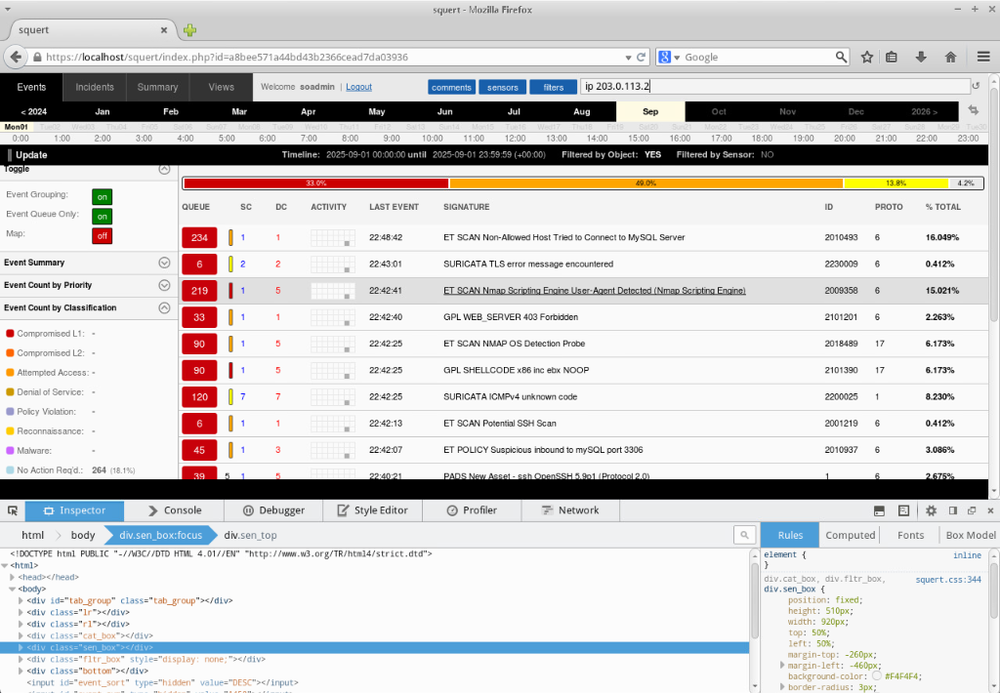 squert - Mozilla Firefox
squert
https://localhost/squert/index.php?id=a8bee571a44bd43b2366cead7da03936
Google
Events Incidents Summary Views Welcome soadmin | Logout comments sensors filters ip 203.0.113.2
< 2024 Jan Feb Mar Apr May Jun Jul Aug Sep Oct Nov Dec 2026 >
Mon01 Tue02 Wed03 Thu04 Fri05 Sat06 Sun07 Mon08 Tue09 Wed10 Thu11 Fri12 Sat13 Sun14 Mon15 Tue16 Wed17 Thu18 Fri19 Sat20 Sun21 Mon22 Tue23 Wed24 Thu25 Fri26 Sat27 Sun28 Mon29 Tue30
0:00 1:00 2:00 3:00 4:00 5:00 6:00 7:00 8:00 9:00 10:00 11:00 12:00 13:00 14:00 15:00 16:00 17:00 18:00 19:00 20:00 21:00 22:00 23:00
Update Timeline: 2025-09-01 00:00:00 until 2025-09-01 23:59:59 (+00:00) Filtered by Object: YES Filtered by Sensor: NO
Toggle
Event Grouping: on
Event Queue Only: on
Map: off
Event Summary
Event Count by Priority
Event Count by Classification
Compromised L1: -
Compromised L2: -
Attempted Access: -
Denial of Service: -
Policy Violation: -
Reconnaissance: -
Malware: -
No Action Req'd.: 264 (18.1%)
33.0% 49.0% 13.8% 4.2%
QUEUE SC DC ACTIVITY LAST EVENT SIGNATURE ID PROTO % TOTAL
234 1 1 22:48:42 ET SCAN Non-Allowed Host Tried to Connect to MySQL Server 2010493 6 16.049%
6 2 2 22:43:01 SURICATA TLS error message encountered 2230009 6 0.412%
219 1 5 22:42:41 ET SCAN Nmap Scripting Engine User-Agent Detected (Nmap Scripting Engine) 2009358 6 15.021%
33 1 1 22:42:40 GPL WEB_SERVER 403 Forbidden 2101201 6 2.263%
90 1 5 22:42:25 ET SCAN NMAP OS Detection Probe 2018489 17 6.173%
90 1 5 22:42:25 GPL SHELLCODE x86 inc ebx NOOP 2101390 17 6.173%
120 7 7 22:42:25 SURICATA ICMPv4 unknown code 2200025 1 8.230%
6 1 1 22:42:13 ET SCAN Potential SSH Scan 2001219 6 0.412%
45 1 3 22:42:07 ET POLICY Suspicious inbound to mySQL port 3306 2010937 6 3.086%
39 5 1 5 22:40:21 PADS New Asset - ssh OpenSSH 5.9p1 (Protocol 2.0) 1 6 2.675%
Inspector Console Debugger Style Editor Profiler Network
html body div.sen_box:focus div.sen_top
Rules Computed Fonts Box Model
<!DOCTYPE html PUBLIC "-//W3C//DTD HTML 4.01//EN" "http://www.w3.org/TR/html4/strict.dtd">
<html>
<head></head>
<body>
<div id="tab_group" class="tab_group"></div>
<div class="lr"></div>
<div class="rl"></div>
<div class="cat_box"></div>
<div class="sen_box"></div>
<div class="fltr_box" style="display: none;"></div>
<div class="bottom"></div>
<input id="event_sort" type="hidden" value="DESC"></input>
element { inline
}
div.cat_box, div.fltr_box, squert.css:344
div.sen_box {
position: fixed;
height: 510px;
width: 920px;
top: 50%;
left: 50%;
margin-top: -260px;
margin-left: -460px;
background-color: #F4F4F4;
border-radius: 3px;